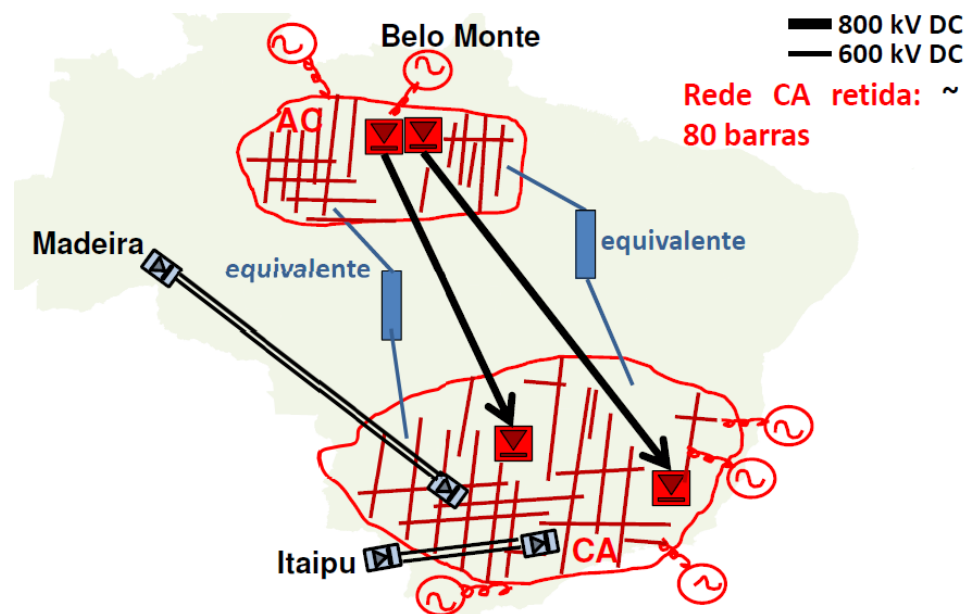 Belo Monte
800 kV DC
600 kV DC
Rede CA retida: ~
80 barras
AC
Madeira
equivalente
equivalente
Itaipu
CA